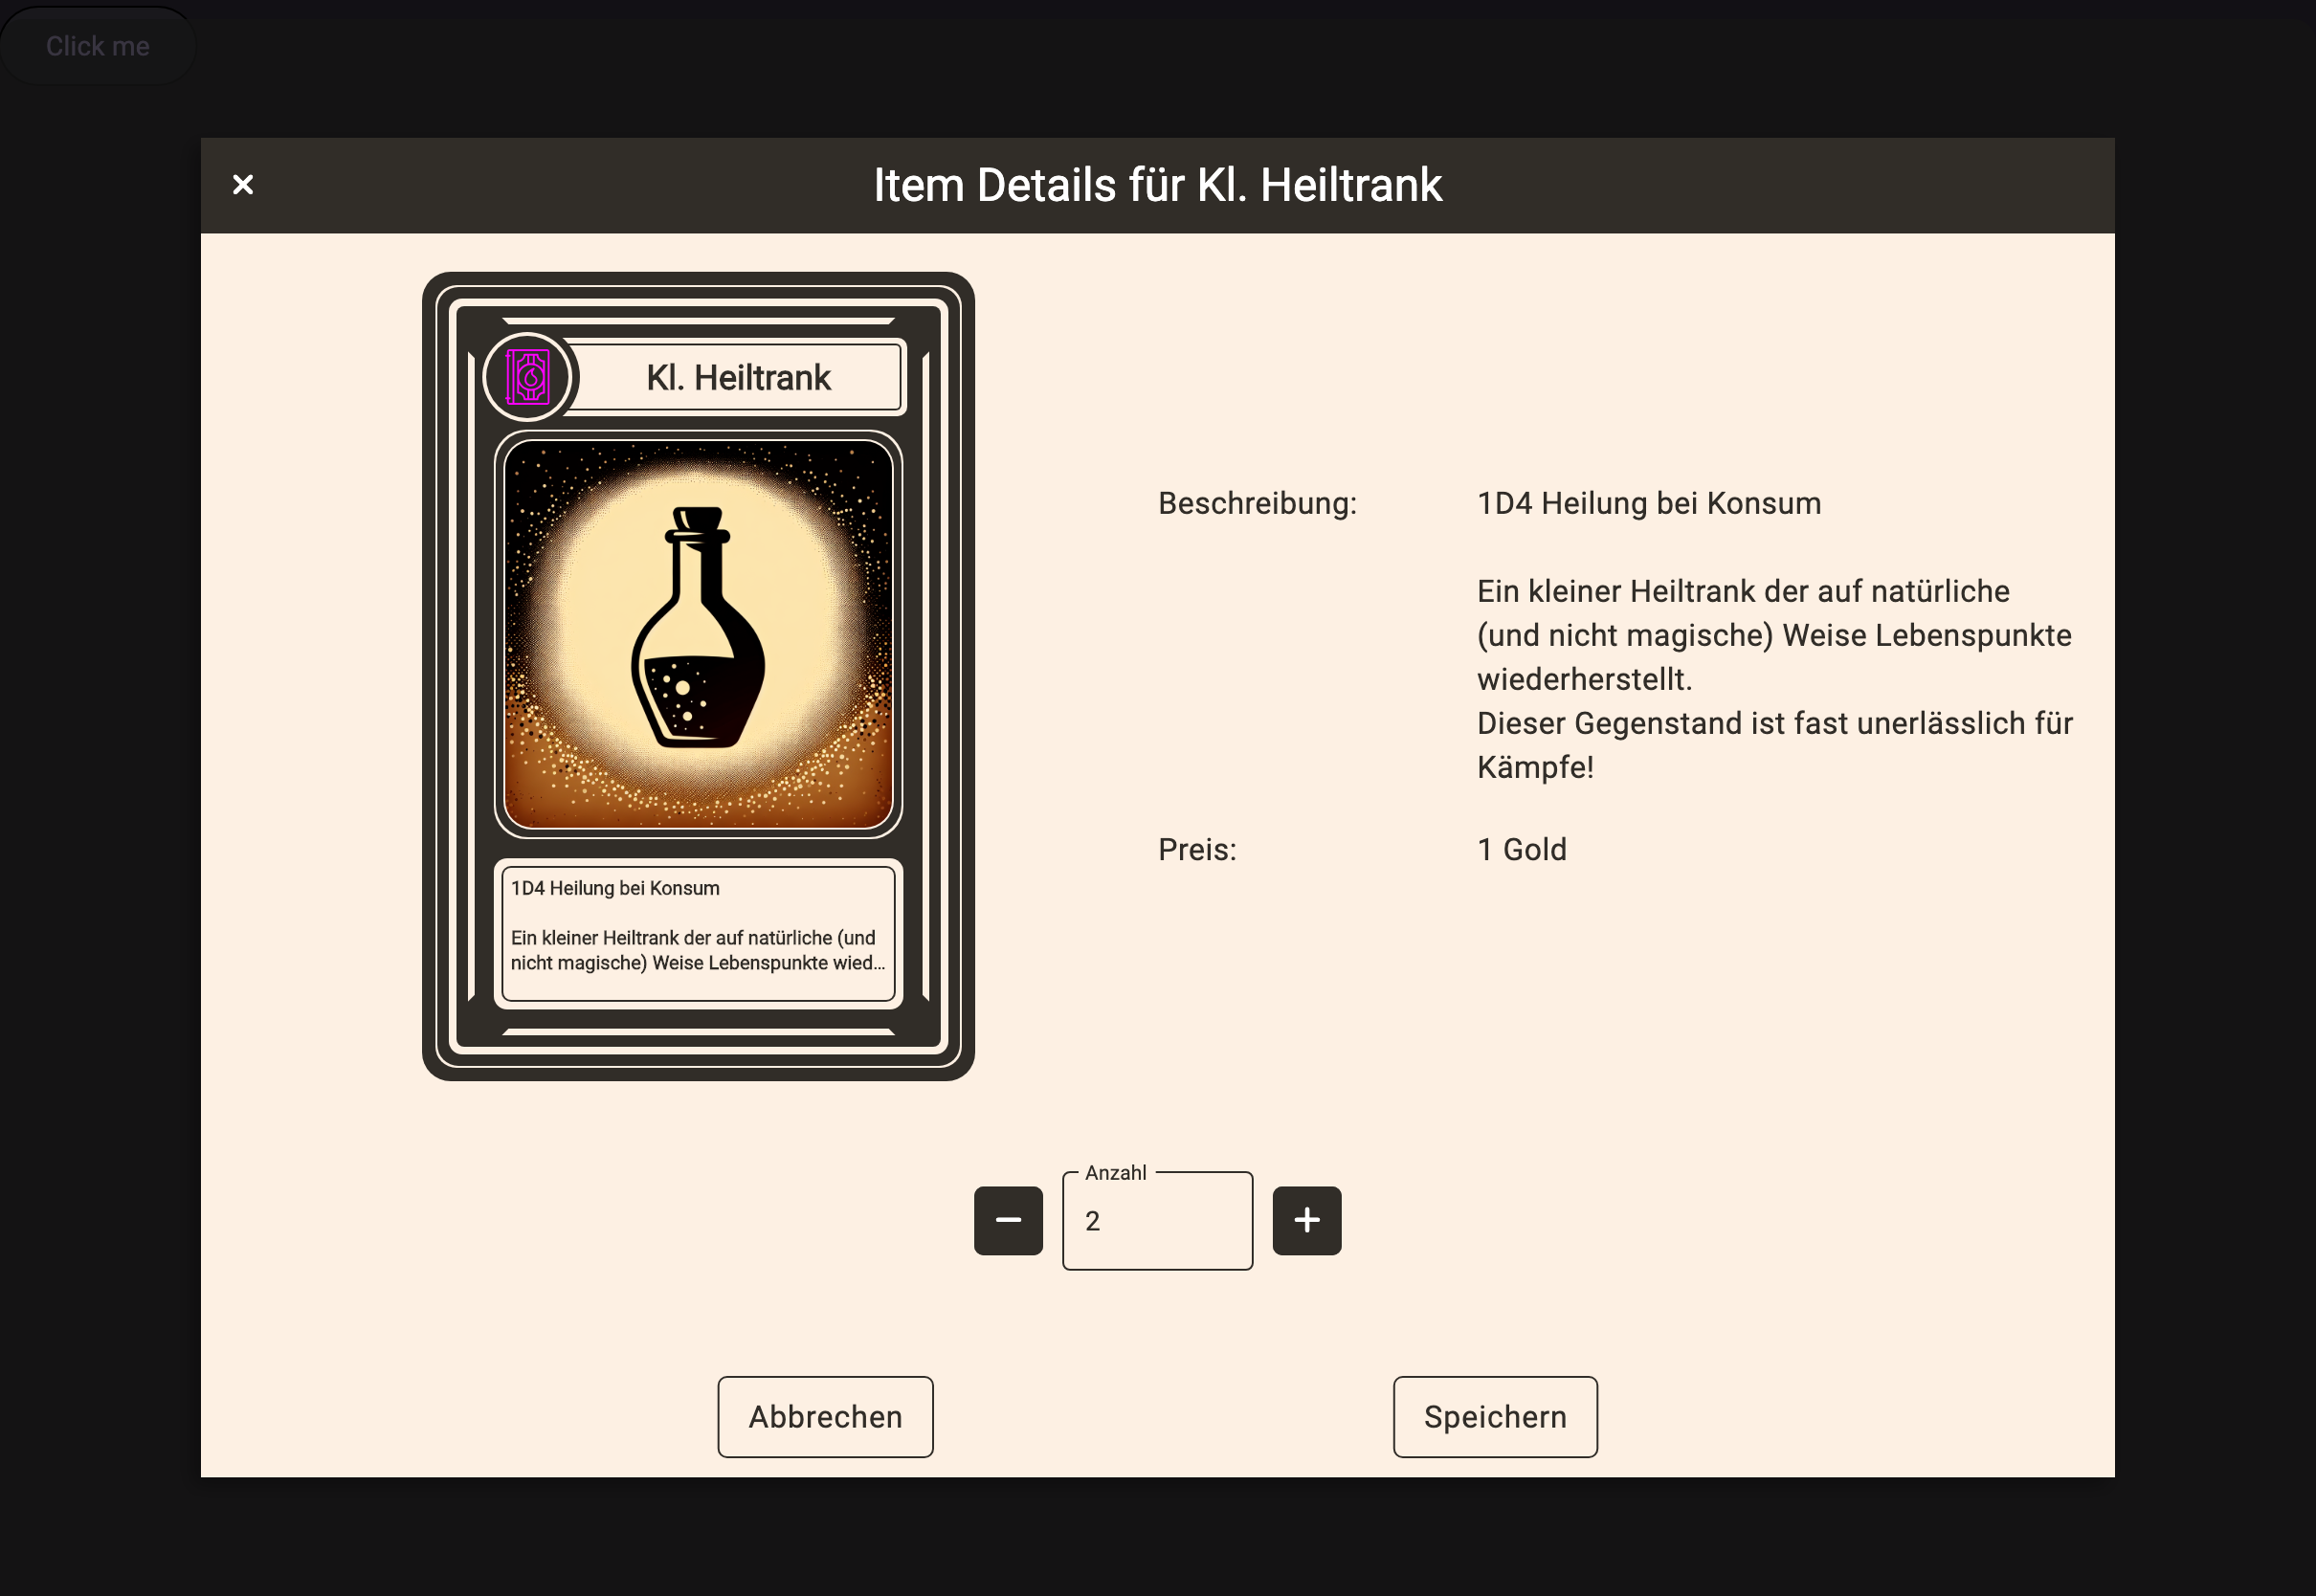 Click me
Item Details für Kl. Heiltrank
Kl. Heiltrank
1D4 Heilung bei Konsum
Ein kleiner Heiltrank der auf natürliche (und
nicht magische) Weise Lebenspunkte wied...
Beschreibung:
1D4 Heilung bei Konsum
Ein kleiner Heiltrank der auf natürliche
(und nicht magische) Weise Lebenspunkte
wiederherstellt.
Dieser Gegenstand ist fast unerlässlich für
Kämpfe!
Preis:
1 Gold
Anzahl
2
Abbrechen
Speichern